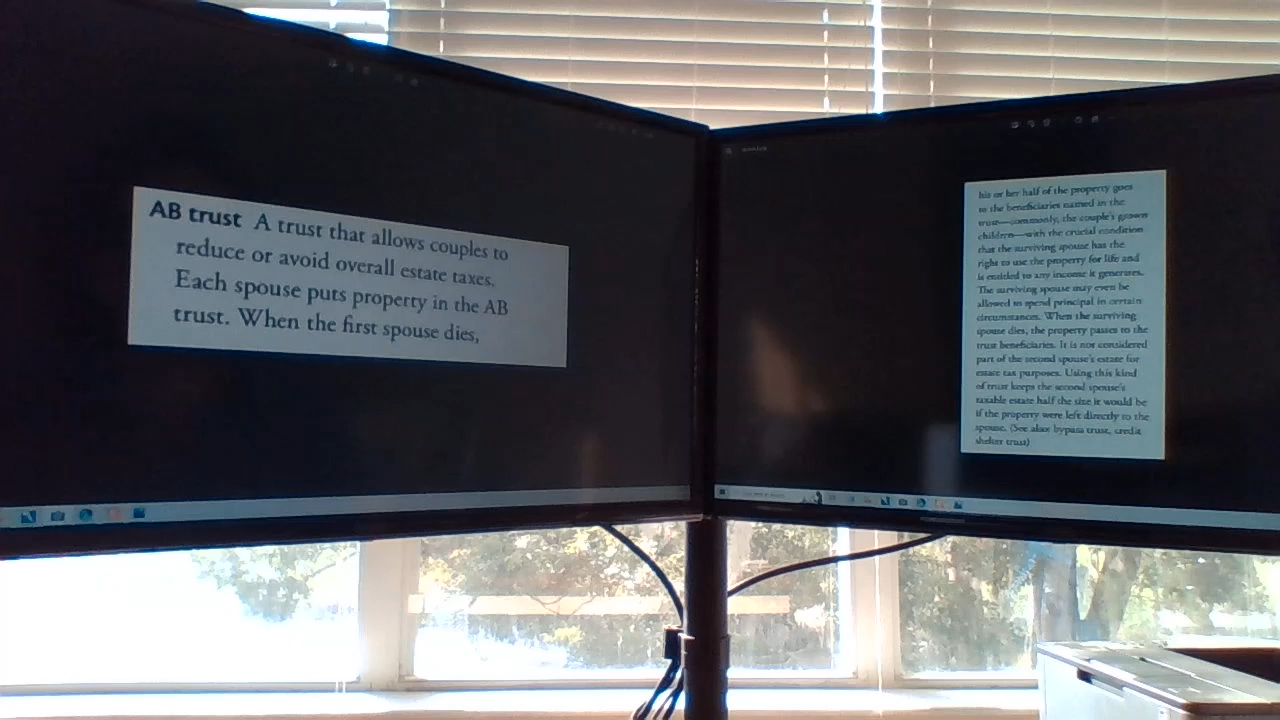 AB trust A trust that allows couples to
reduce or avoid overall estate taxes.
Each spouse puts property in the AB
trust. When the first spouse dies,
his or her half of the property goes
to the beneficiaries named in the
trust—commonly, the couple's grown
children—with the crucial condition
that the surviving spouse has the
right to use the property for life and
is entitled to any income it generates.
The surviving spouse may even be
allowed to spend principal in certain
circumstances. When the surviving
spouse dies, the property passes to the
trust beneficiaries. It is not considered
part of the second spouse's estate for
estate tax purposes. Using this kind
of trust keeps the second spouse's
taxable estate half the size it would be
if the property were left directly to the
spouse. (See also: bypass trust, credit
shelter trust)